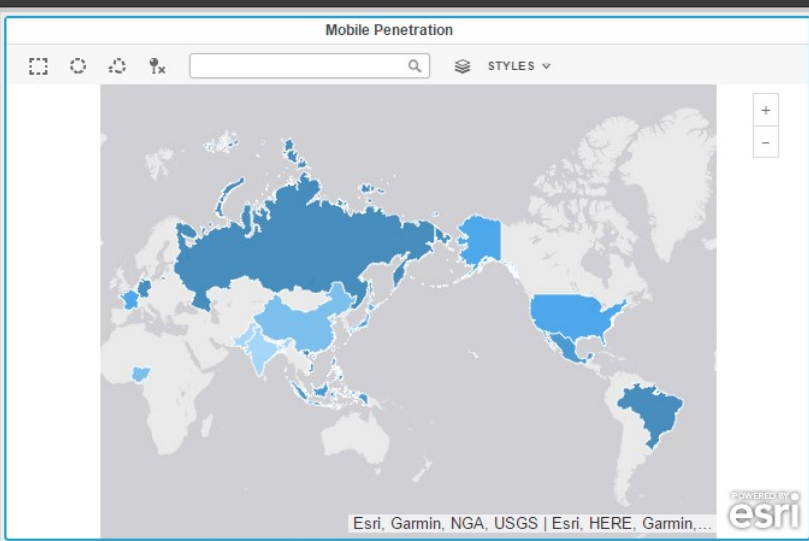 Mobile Penetration
STYLES
+
−
Esri, Garmin, NGA, USGS | Esri, HERE, Garmin,...
POWERED BY
esri